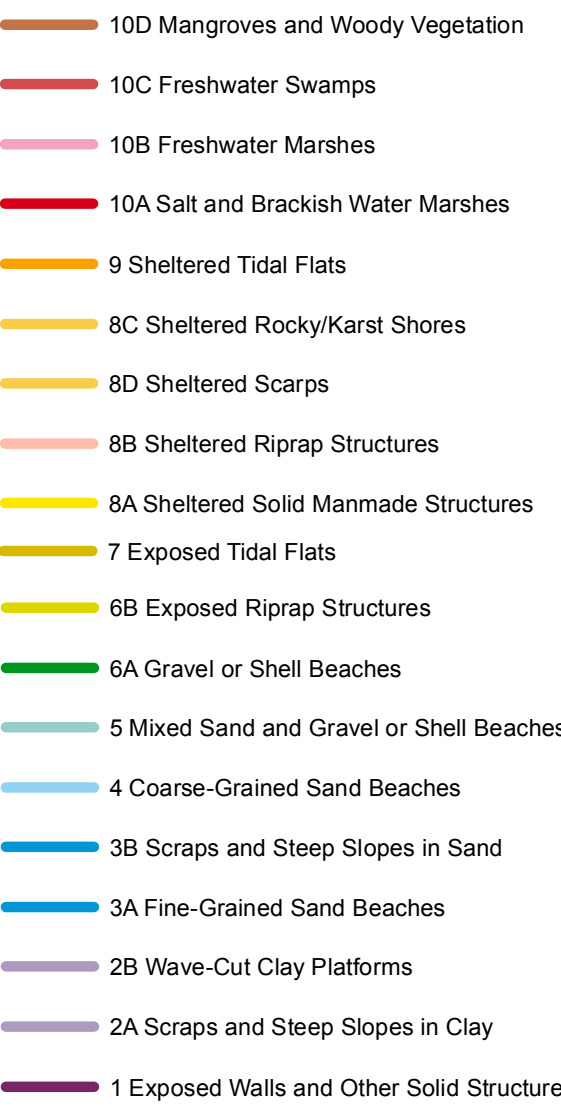 10D Mangroves and Woody Vegetation
10C Freshwater Swamps
10B Freshwater Marshes
10A Salt and Brackish Water Marshes
9 Sheltered Tidal Flats
8C Sheltered Rocky/Karst Shores
8D Sheltered Scarps
8B Sheltered Riprap Structures
8A Sheltered Solid Manmade Structures
7 Exposed Tidal Flats
6B Exposed Riprap Structures
6A Gravel or Shell Beaches
5 Mixed Sand and Gravel or Shell Beaches
4 Coarse-Grained Sand Beaches
3B Scraps and Steep Slopes in Sand
3A Fine-Grained Sand Beaches
2B Wave-Cut Clay Platforms
2A Scraps and Steep Slopes in Clay
1 Exposed Walls and Other Solid Structure